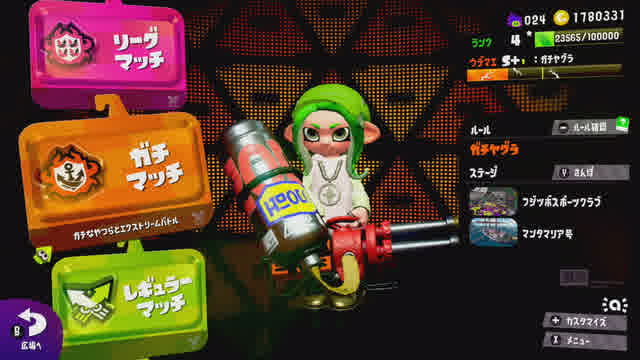 リーグ
マッチ
ガチ
マッチ
ガチなやつらとエクストリームバトル
レギュラー
マッチ
B
広場へ
024
1780331
ランク
4
23565/100000
ウデマエ
S+
:ガチヤグラ
ルール
ルール確認
ガチヤグラ
ステージ
Y さんぽ
フジツボスポーツクラブ
マンタマリア号
+ カスタマイズ
X メニュー